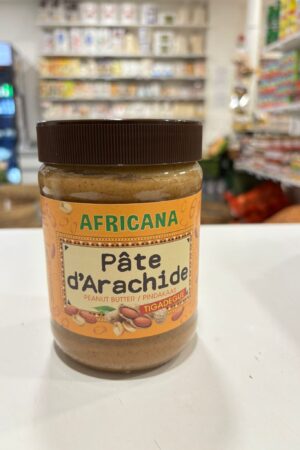 AFRICANA
Pâte
d'Arachide
PEANUT BUTTER / PINDAKAAS
TIGADEGUE